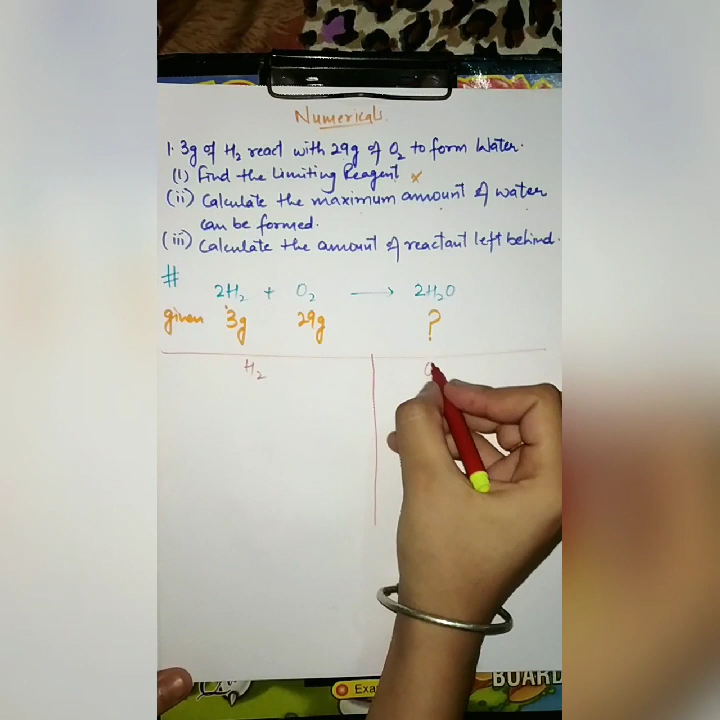 Numericals.
1. 3g of H₂ react with 29g of O₂ to form Water.
(i) Find the Limiting Reagent ×
(ii) Calculate the maximum amount of water
can be formed.
(iii) Calculate the amount of reactant left behind.
#
2H₂ + O₂ → 2H₂O
given 3g 29g ?
H₂
BOARD
Exa